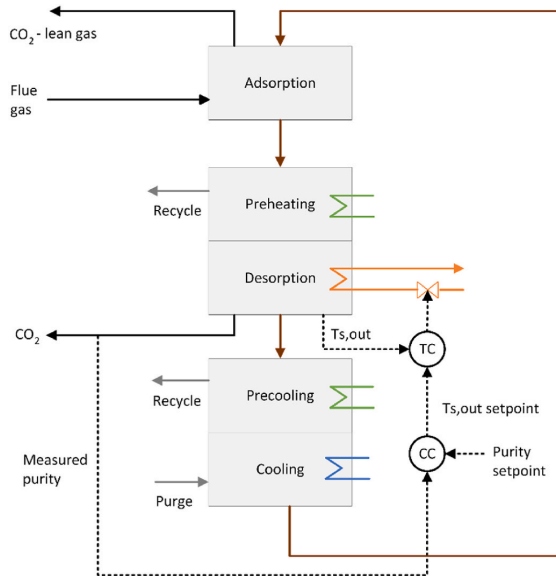 CO₂- lean gas
Adsorption
Flue
gas
Preheating
Recycle
Desorption
CO₂
Ts,out
TC
Recycle
Precooling
Ts,out setpoint
Measured
purity
Cooling
CC
Purity
setpoint
Purge